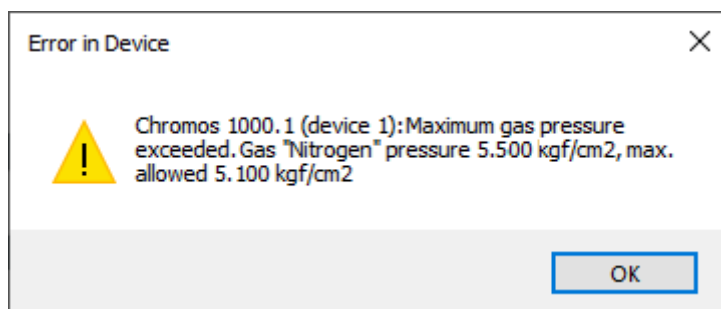 Error in Device
Chromos 1000.1 (device 1):Maximum gas pressure
exceeded.Gas "Nitrogen" pressure 5.500 kgf/cm2, max.
allowed 5.100 kgf/cm2
OK